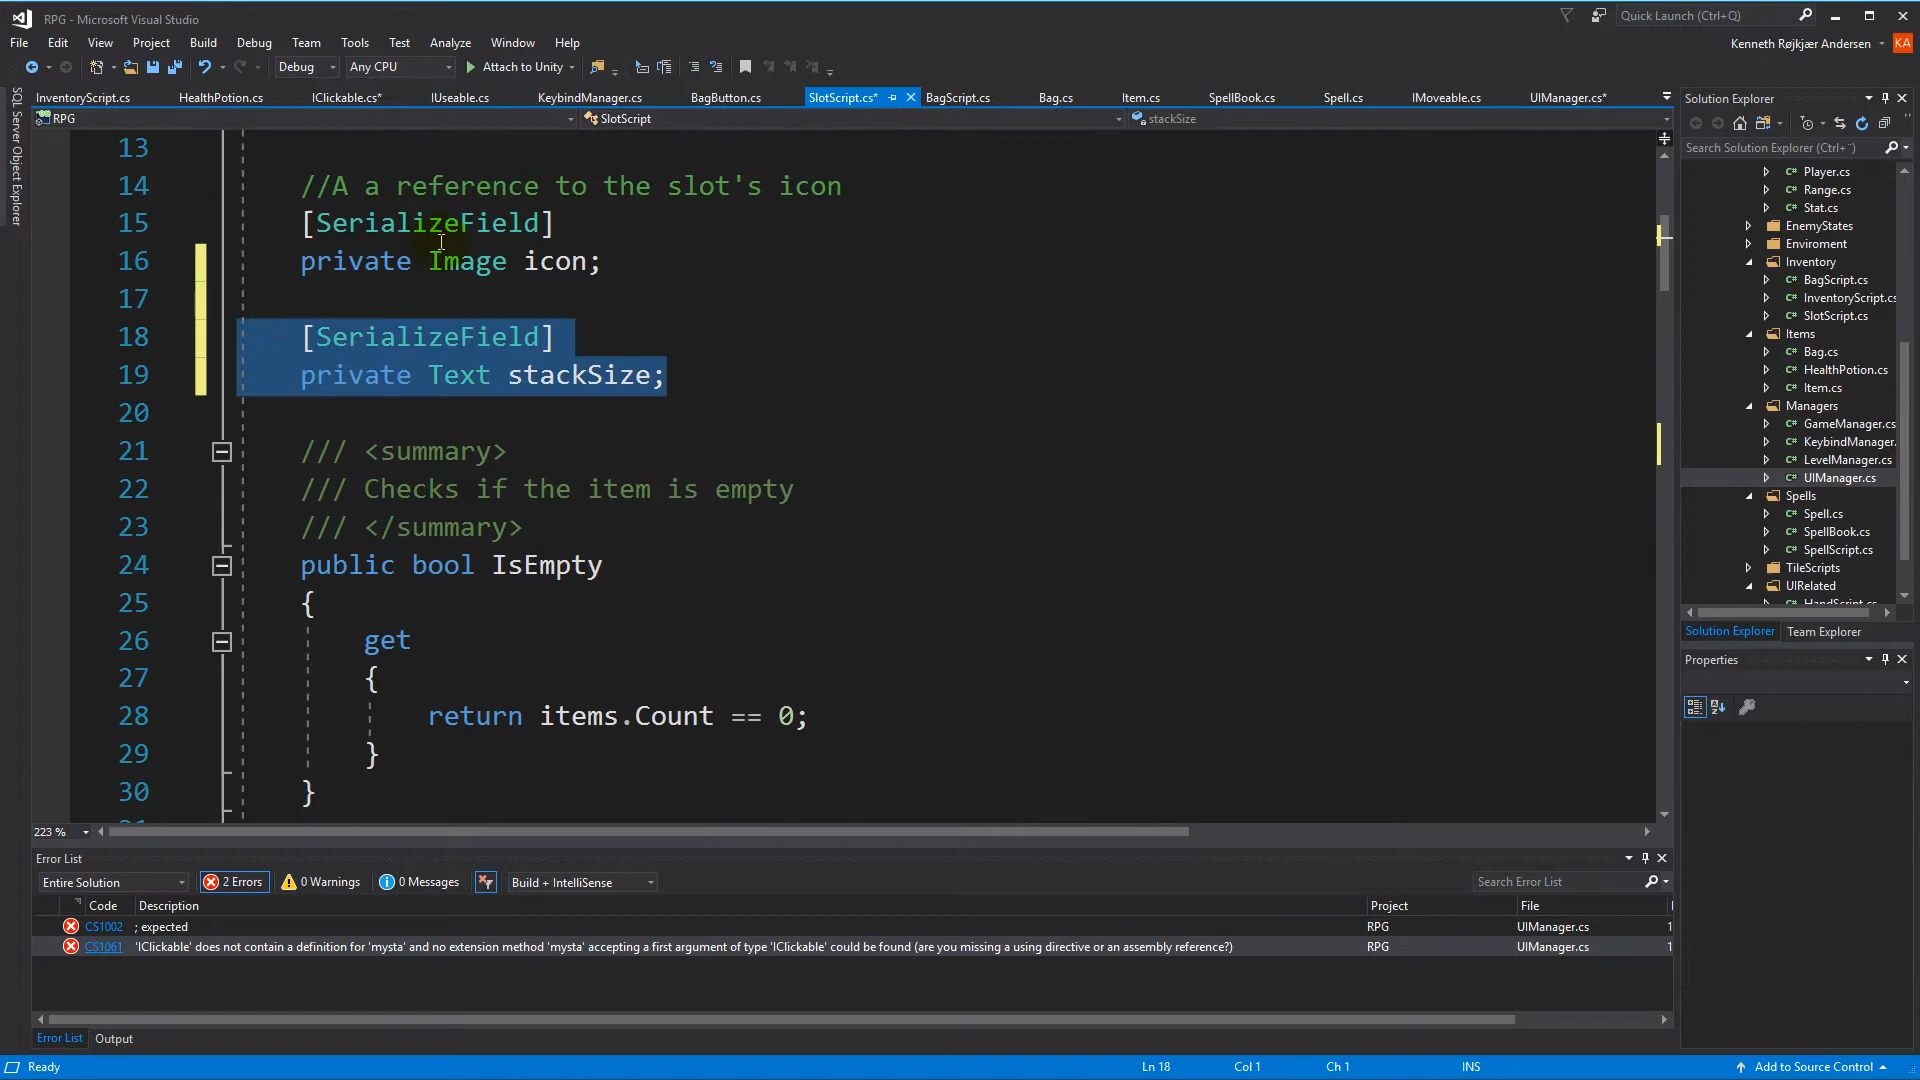 RPG - Microsoft Visual Studio
Quick Launch (Ctrl+Q)
File Edit View Project Build Debug Team Tools Test Analyze Window Help
Kenneth Røjkjær Andersen KA
Debug Any CPU Attach to Unity
SQL Server Object Explorer
InventoryScript.cs HealthPotion.cs IClickable.cs* IUseable.cs KeybindManager.cs BagButton.cs SlotScript.cs* BagScript.cs Bag.cs Item.cs SpellBook.cs Spell.cs IMoveable.cs UIManager.cs*
RPG SlotScript stackSize
13
14 //A a reference to the slot's icon
15 [SerializeField]
16 private Image icon;
17
18 [SerializeField]
19 private Text stackSize;
20
21 /// <summary>
22 /// Checks if the item is empty
23 /// </summary>
24 public bool IsEmpty
25 {
26 get
27 {
28 return items.Count == 0;
29 }
30 }
223 %
Solution Explorer
Search Solution Explorer (Ctrl+¨)
C# Player.cs
C# Range.cs
C# Stat.cs
EnemyStates
Enviroment
Inventory
C# BagScript.cs
C# InventoryScript.cs
C# SlotScript.cs
Items
C# Bag.cs
C# HealthPotion.cs
C# Item.cs
Managers
C# GameManager.cs
C# KeybindManager.
C# LevelManager.cs
C# UIManager.cs
Spells
C# Spell.cs
C# SpellBook.cs
C# SpellScript.cs
TileScripts
UIRelated
Solution Explorer Team Explorer
Properties
Error List
Entire Solution 2 Errors 0 Warnings 0 Messages Build + IntelliSense Search Error List
Code Description Project File
CS1002 ; expected RPG UIManager.cs 1
CS1061 'IClickable' does not contain a definition for 'mysta' and no extension method 'mysta' accepting a first argument of type 'IClickable' could be found (are you missing a using directive or an assembly reference?) RPG UIManager.cs 1
Error List Output
Ready Ln 18 Col 1 Ch 1 INS Add to Source Control